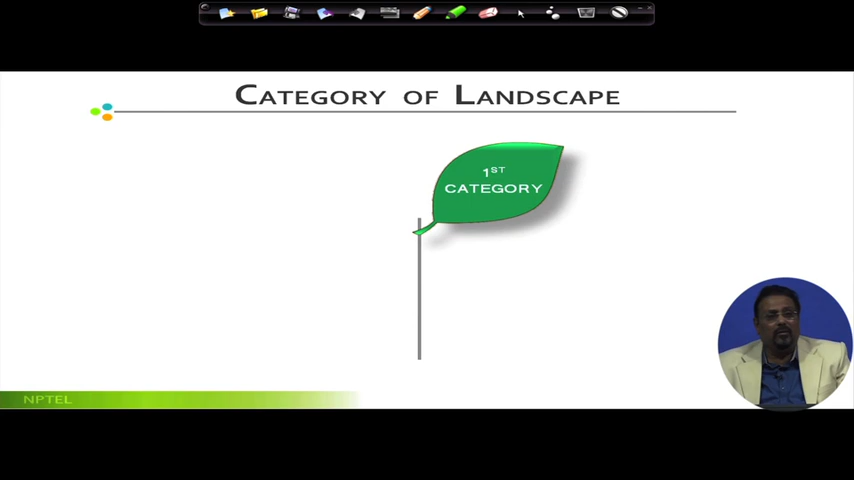 CATEGORY OF LANDSCAPE
1ST
CATEGORY
NPTEL